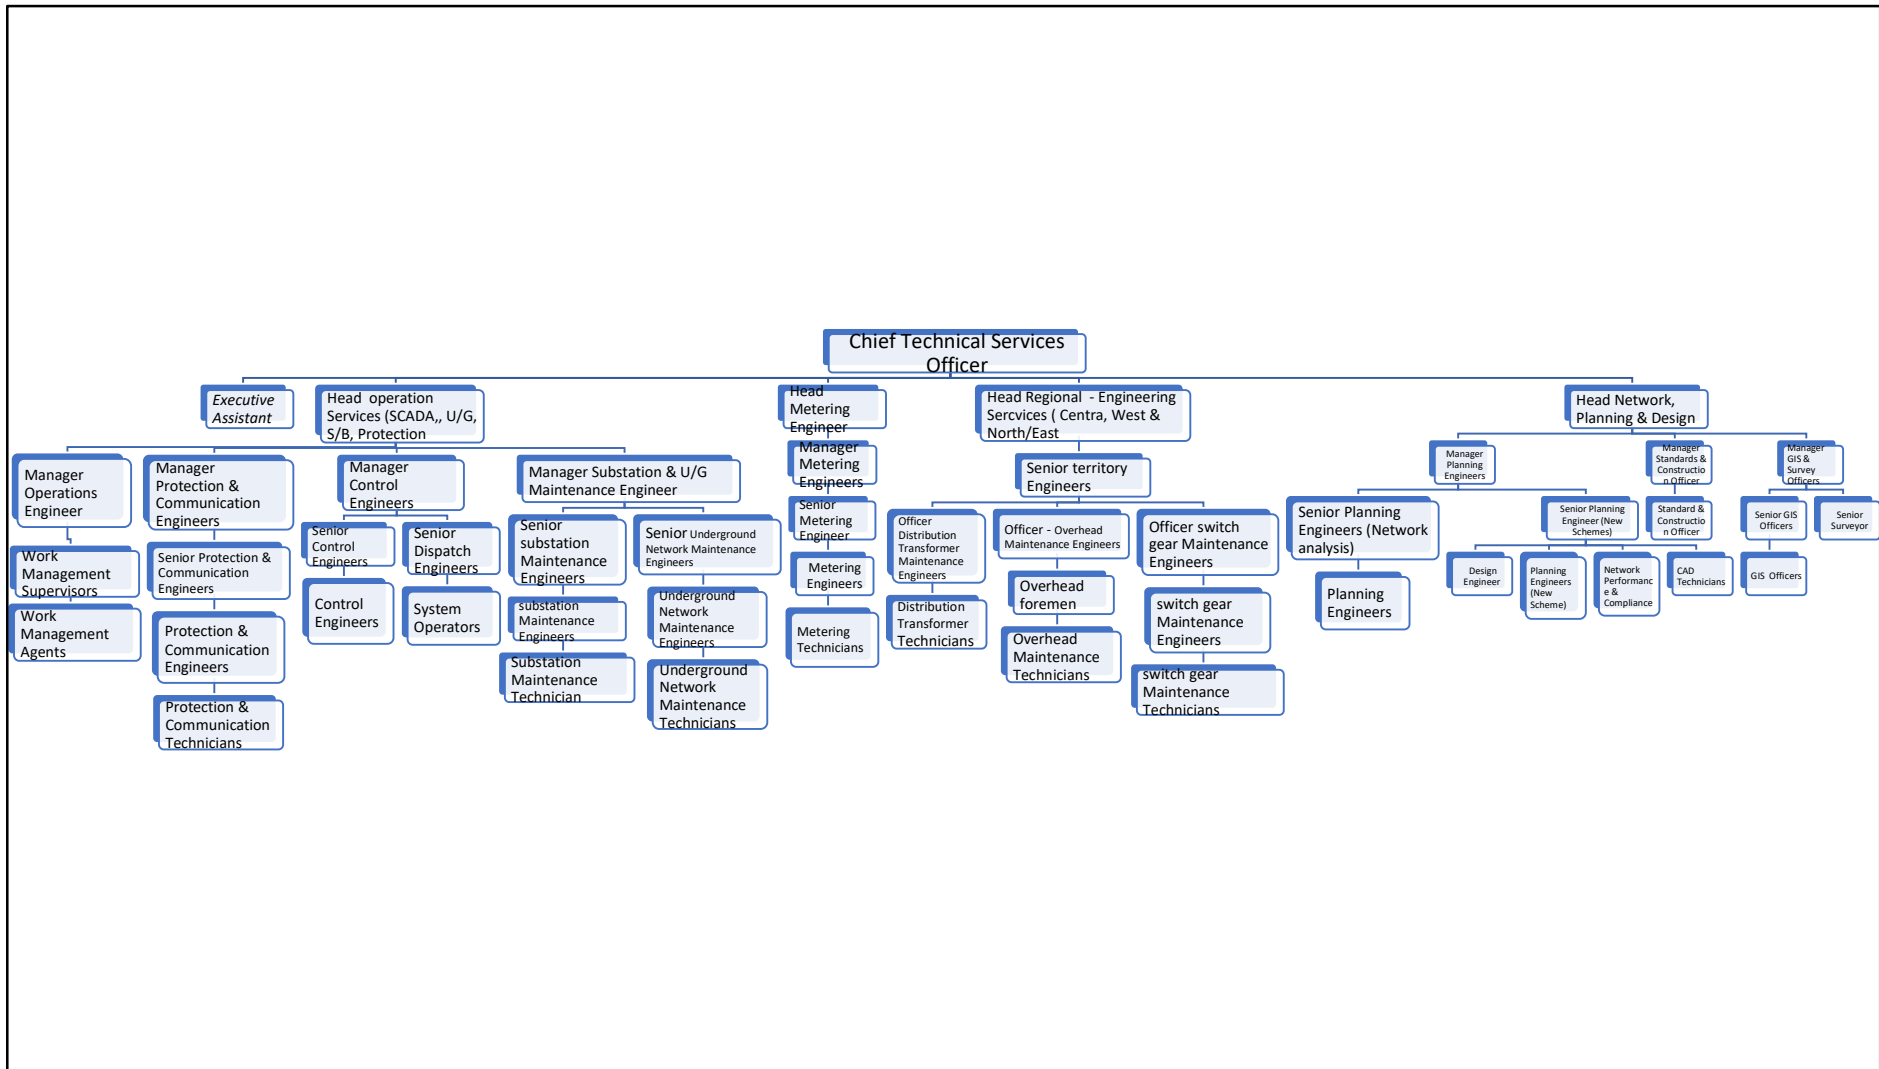 Chief Technical Services
Officer
Executive
Assistant
Head  operation
Services (SCADA,, U/G,
S/B, Protection
Head
Metering
Engineer
Head Regional  - Engineering
Sercvices ( Centra, West &
North/East
Head Network,
Planning & Design
Manager
Operations
Engineer
Work
Management
Supervisors
Work
Management
Agents
Manager
Protection &
Communication
Engineers
Senior Protection &
Communication
Engineers
Protection &
Communication
Engineers
Protection &
Communication
Technicians
Manager
Control
Engineers
Senior
Control
Engineers
Control
Engineers
Senior
Dispatch
Engineers
System
Operators
Manager Substation & U/G
Maintenance Engineer
Senior
substation
Maintenance
Engineers
substation
Maintenance
Engineers
Substation
Maintenance
Technician
Senior Underground
Network Maintenance
Engineers
Underground
Network
Maintenance
Engineers
Underground
Network
Maintenance
Technicians
Manager
Metering
Engineers
Senior
Metering
Engineer
Metering
Engineers
Metering
Technicians
Senior territory
Engineers
Officer
Distribution
Transformer
Maintenance
Engineers
Distribution
Transformer
Technicians
Officer - Overhead
Maintenance Engineers
Overhead
foremen
Overhead
Maintenance
Technicians
Officer switch
gear Maintenance
Engineers
switch gear
Maintenance
Engineers
switch gear
Maintenance
Technicians
Manager
Planning
Engineers
Senior Planning
Engineers (Network
analysis)
Planning
Engineers
Senior Planning
Engineer (New
Schemes)
Design
Engineer
Planning
Engineers
(New
Scheme)
Network
Performanc
e &
Compliance
CAD
Technicians
Manager
Standards &
Constructio
n Officer
Standard &
Constructio
n Officer
Manager
GIS &
Survey
Officers
Senior GIS
Officers
GIS  Officers
Senior
Surveyor